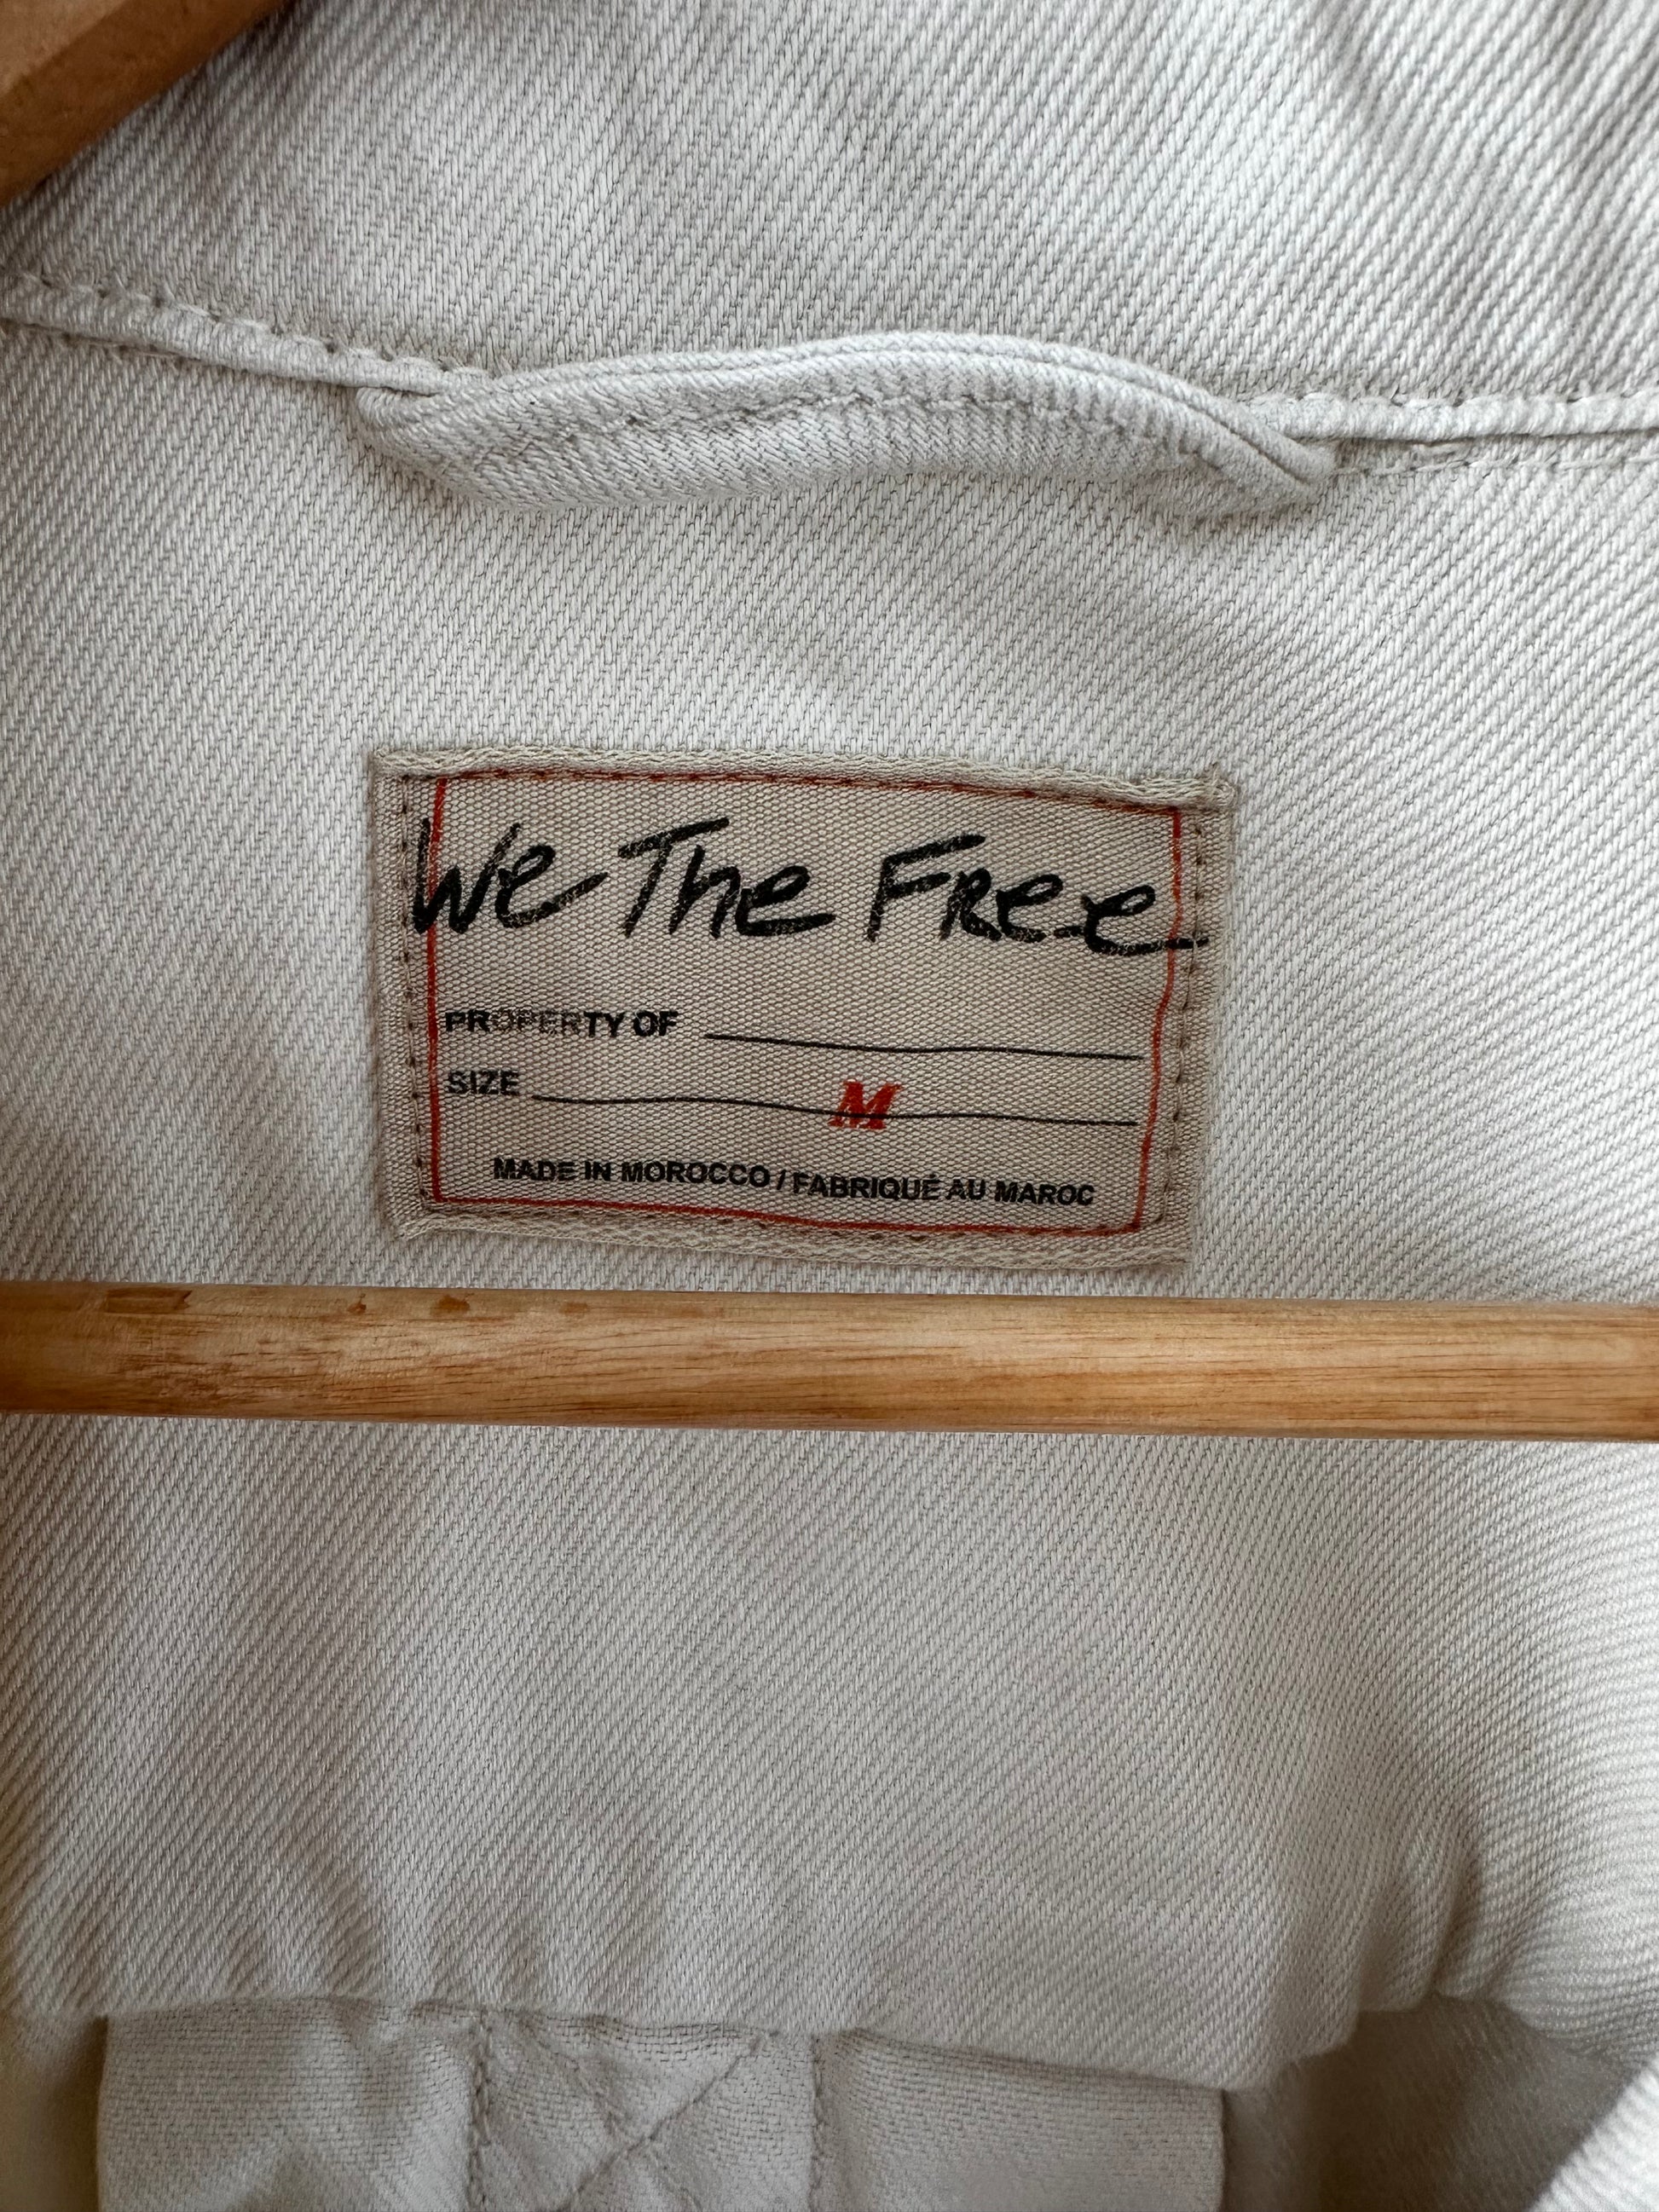 We The Free
PROPERTY OF
SIZE M
MADE IN MOROCCO / FABRIQUÉ AU MAROC